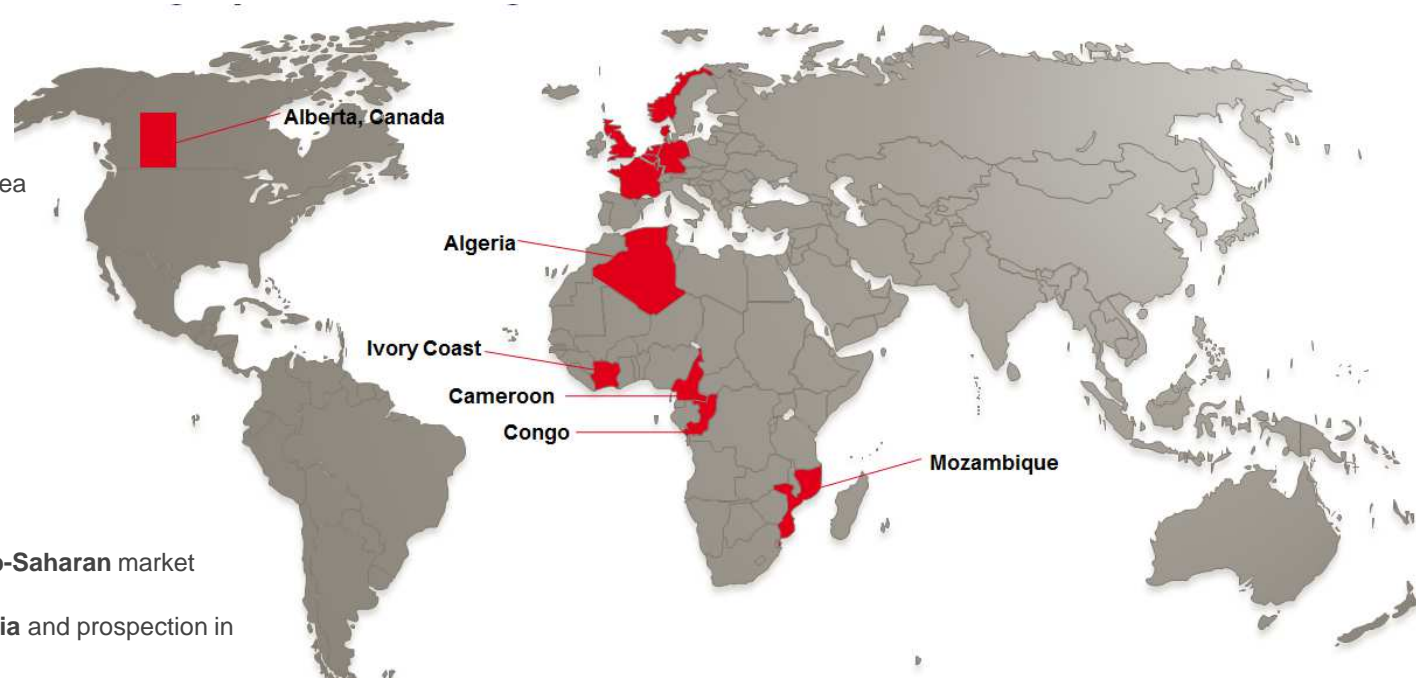 Alberta, Canada
ea
Algeria
Ivory Coast
Cameroon
Congo
Mozambique
o-Saharan market
ia and prospection in